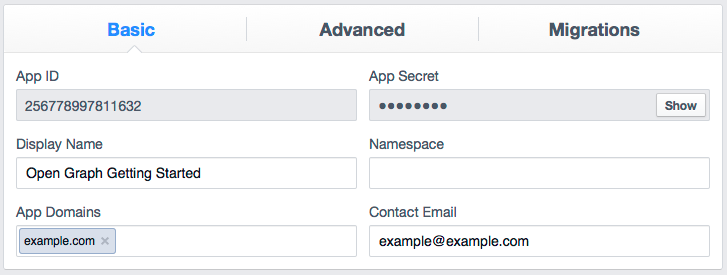 Basic Advanced Migrations
App ID App Secret
256778997811632 ●●●●●●●● Show
Display Name Namespace
Open Graph Getting Started
App Domains Contact Email
example.com × example@example.com